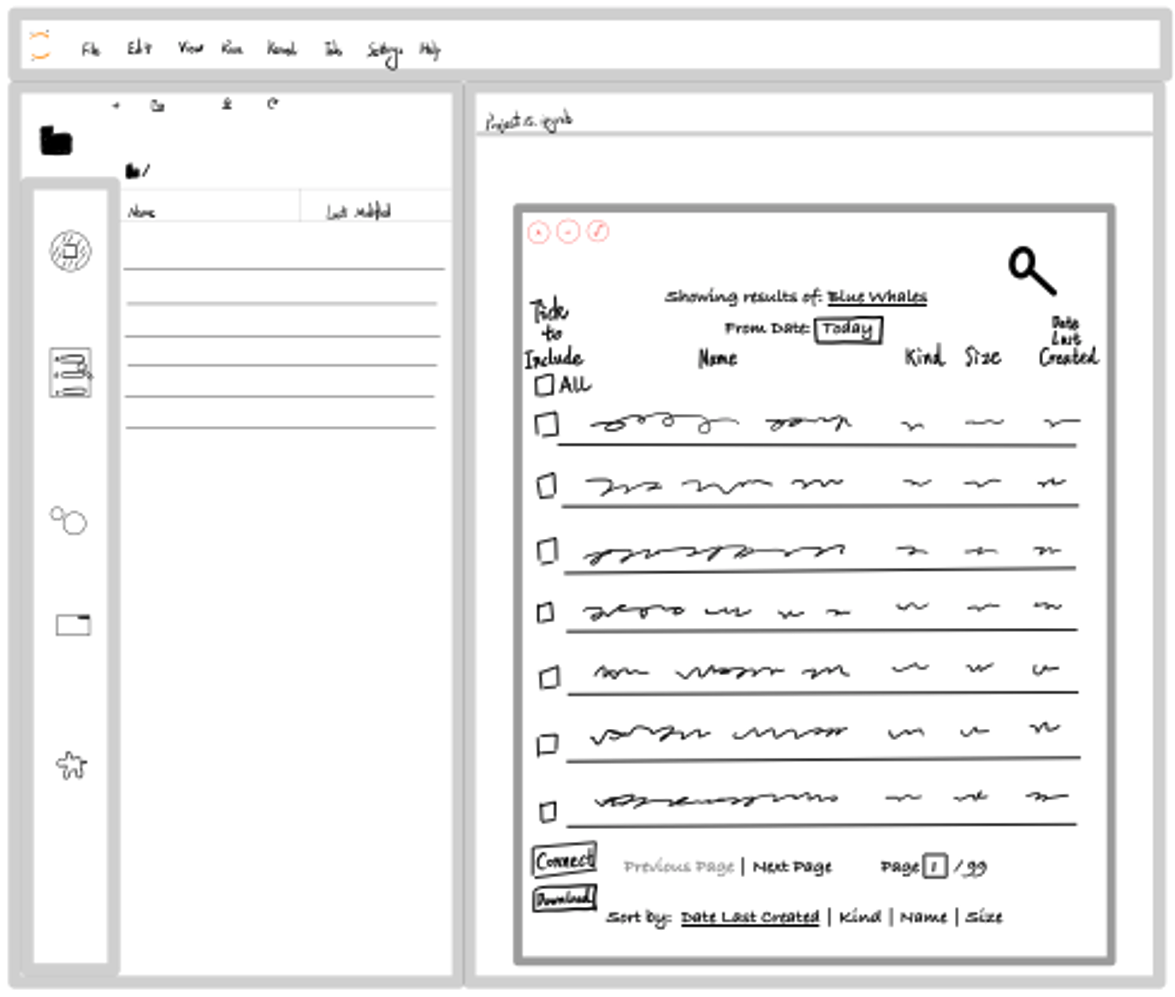 File Edit View Run Kernel Tabs Settings Help
Name Last Modified
Showing results of: Blue Whales
From Date: Today
Tick
to
Include
Name Kind Size Date
Last
Created
All
Connect
Previous Page | Next Page Page 1 / 99
Download
Sort by: Date Last Created | Kind | Name | Size